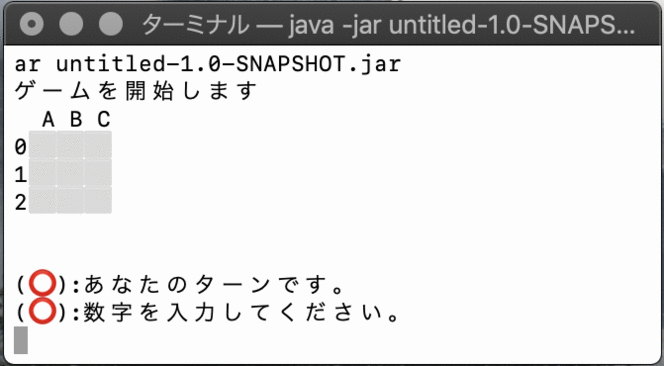 ターミナル — java -jar untitled-1.0-SNAPS...
ar untitled-1.0-SNAPSHOT.jar
ゲームを開始します
A B C
0
1
2
(⭕):あなたのターンです。
(⭕):数字を入力してください。